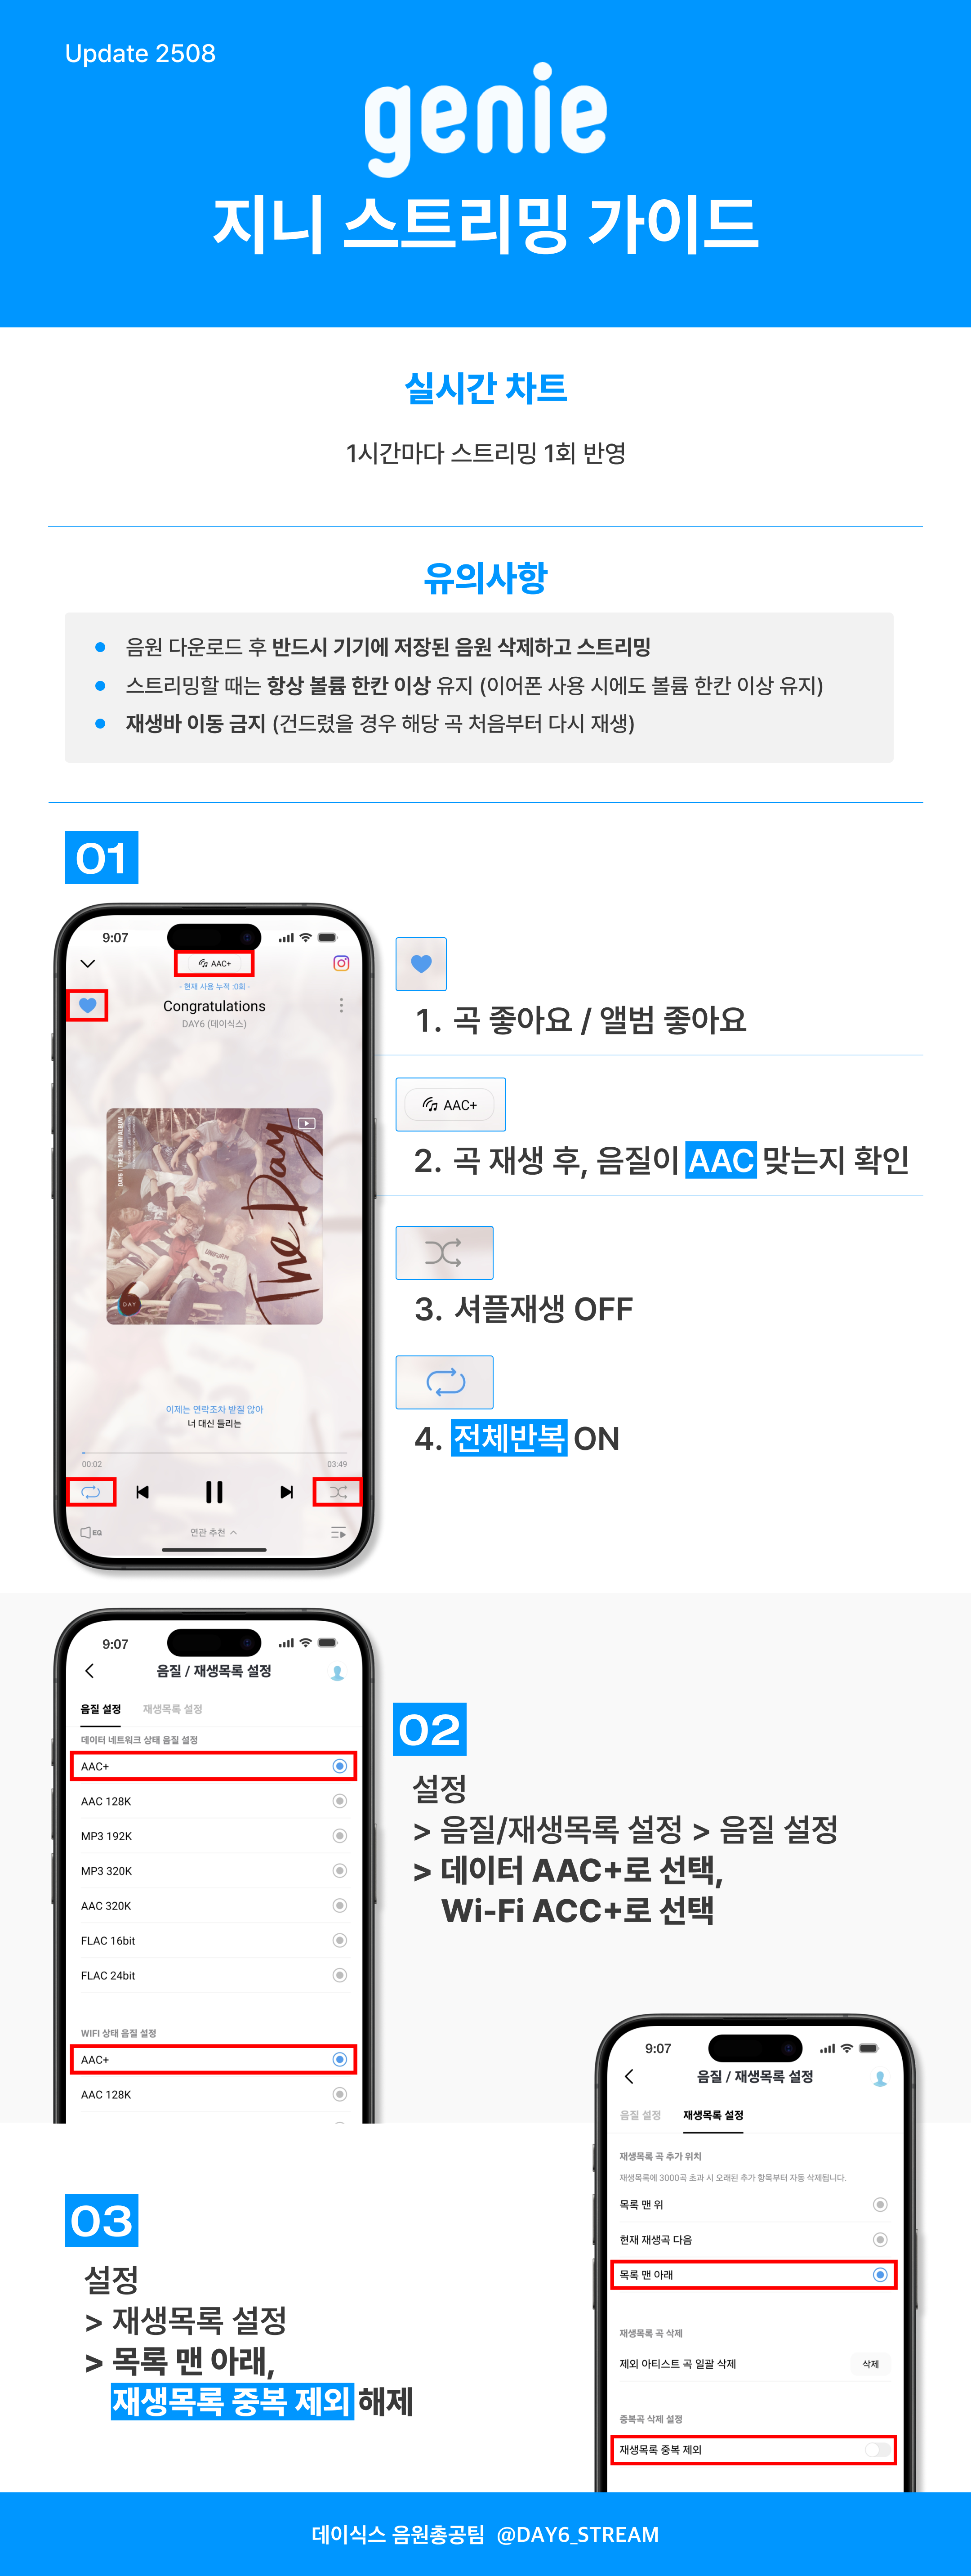 Update 2508
genie
지니 스트리밍 가이드
실시간 차트
1시간마다 스트리밍 1회 반영
유의사항
음원 다운로드 후 반드시 기기에 저장된 음원 삭제하고 스트리밍
스트리밍할 때는 항상 볼륨 한칸 이상 유지 (이어폰 사용 시에도 볼륨 한칸 이상 유지)
재생바 이동 금지 (건드렸을 경우 해당 곡 처음부터 다시 재생)
01
9:07
AAC+
- 현재 사용 누적 :0회 -
Congratulations
DAY6 (데이식스)
DAY6 - THE 1ST MINI ALBUM
The Day
UNIFORM
23
DAY
이제는 연락조차 받질 않아
너 대신 들리는
00:02
03:49
EQ
연관 추천
1. 곡 좋아요 / 앨범 좋아요
AAC+
2. 곡 재생 후, 음질이 AAC 맞는지 확인
3. 셔플재생 OFF
4. 전체반복 ON
9:07
음질 / 재생목록 설정
음질 설정 재생목록 설정
데이터 네트워크 상태 음질 설정
AAC+
AAC 128K
MP3 192K
MP3 320K
AAC 320K
FLAC 16bit
FLAC 24bit
WIFI 상태 음질 설정
AAC+
AAC 128K
02
설정
> 음질/재생목록 설정 > 음질 설정
> 데이터 AAC+로 선택,
Wi-Fi ACC+로 선택
03
설정
> 재생목록 설정
> 목록 맨 아래,
재생목록 중복 제외 해제
9:07
음질 / 재생목록 설정
음질 설정 재생목록 설정
재생목록 곡 추가 위치
재생목록에 3000곡 초과 시 오래된 추가 항목부터 자동 삭제됩니다.
목록 맨 위
현재 재생곡 다음
목록 맨 아래
재생목록 곡 삭제
제외 아티스트 곡 일괄 삭제 삭제
중복곡 삭제 설정
재생목록 중복 제외
데이식스 음원총공팀 @DAY6_STREAM